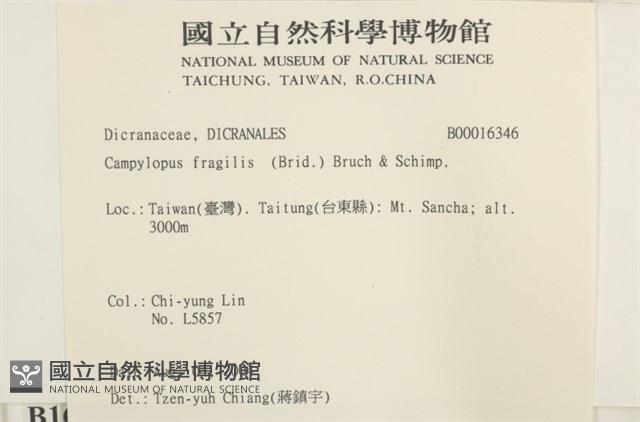 國立自然科學博物館
NATIONAL MUSEUM OF NATURAL SCIENCE
TAICHUNG, TAIWAN, R.O.CHINA
Dicranaceae, DICRANALES B00016346
Campylopus fragilis (Brid.) Bruch & Schimp.
Loc.: Taiwan(臺灣). Taitung(台東縣): Mt. Sancha; alt.
3000m
Col.: Chi-yung Lin
No. L5857
國立自然科學博物館
NATIONAL MUSEUM OF NATURAL SCIENCE
Det.: Tzen-yuh Chiang(蔣鎮宇)